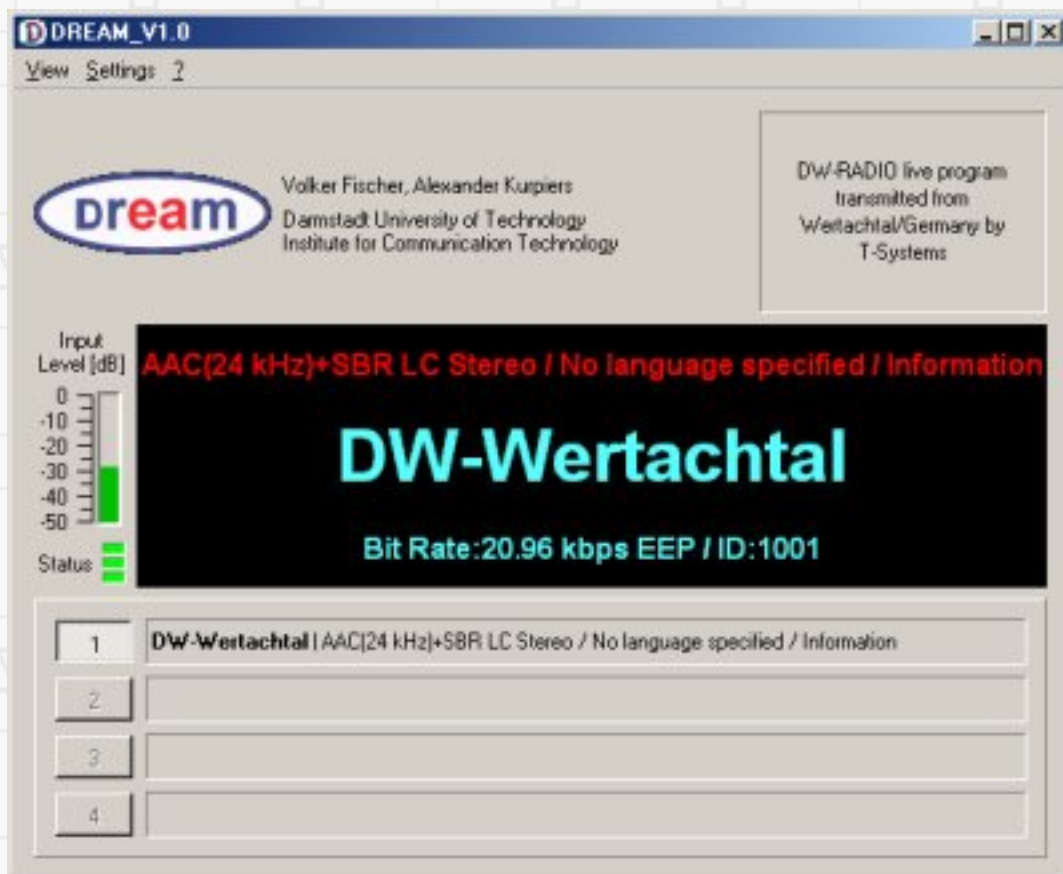 DREAM_V1.0
View Settings ?
Dream
Volker Fischer, Alexander Kurpiers
Darmstadt University of Technology
Institute for Communication Technology
DW-RADIO live program
transmitted from
Wertachtal/Germany by
T-Systems
Input
Level [dB]
0
-10
-20
-30
-40
-50
Status
AAC(24 kHz)+SBR LC Stereo / No language specified / Information
DW-Wertachtal
Bit Rate:20.96 kbps EEP / ID:1001
1 DW-Wertachtal | AAC(24 kHz)+SBR LC Stereo / No language specified / Information
2
3
4